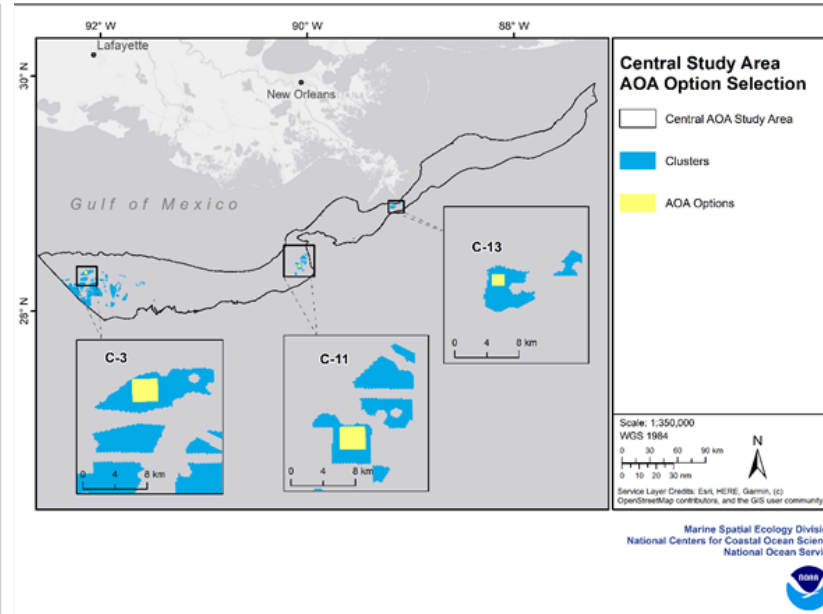 92° W
90° W
88° W
30° N
28° N
Lafayette
New Orleans
Gulf of Mexico
C-13
0 5 10 km
C-3
0 4 8 km
C-11
0 4 8 km
Central Study Area
AOA Option Selection
Central AOA Study Area
Clusters
AOA Options
Scale: 1:350,000
WGS 1984
0 30 60 90 km
0 10 20 30 nm
N
Service Layer Credits: Esri, HERE, Garmin, (c)
OpenStreetMap contributors, and the GIS user community
Marine Spatial Ecology Divisi
National Centers for Coastal Ocean Scien
National Ocean Servi
NOAA